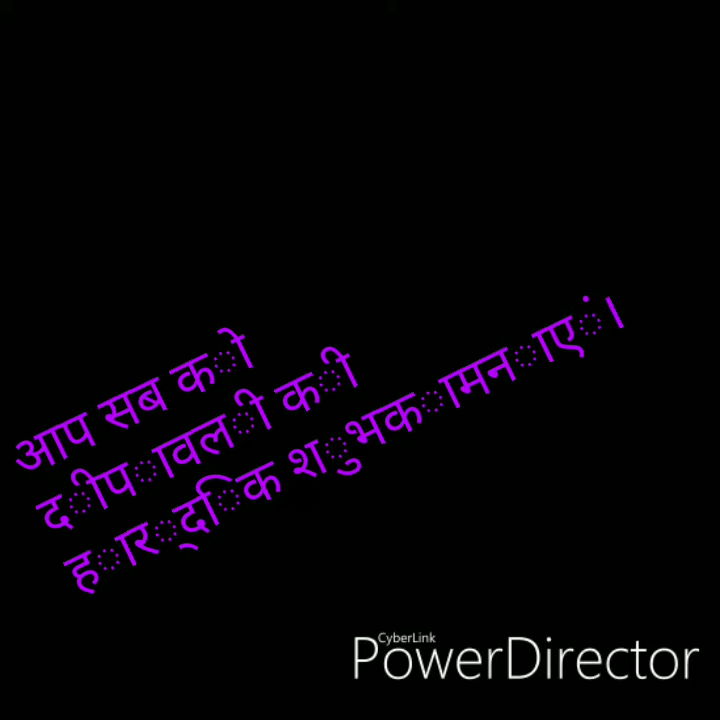 आप सब को
दीपावली की
हार्दिक शुभकामनाएं।
CyberLink
PowerDirector